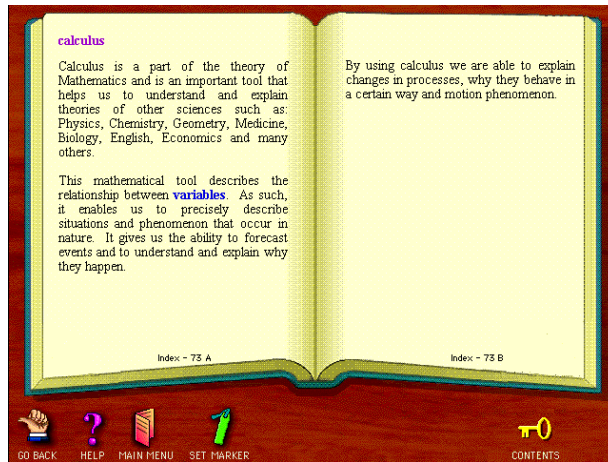 calculus
Calculus is a part of the theory of
Mathematics and is an important tool that
helps us to understand and explain
theories of other sciences such as:
Physics, Chemistry, Geometry, Medicine,
Biology, English, Economics and many
others.
This mathematical tool describes the
relationship between variables. As such,
it enables us to precisely describe
situations and phenomenon that occur in
nature. It gives us the ability to forecast
events and to understand and explain why
they happen.
Index - 73 A
By using calculus we are able to explain
changes in processes, why they behave in
a certain way and motion phenomenon.
Index - 73 B
GO BACK HELP MAIN MENU SET MARKER CONTENTS